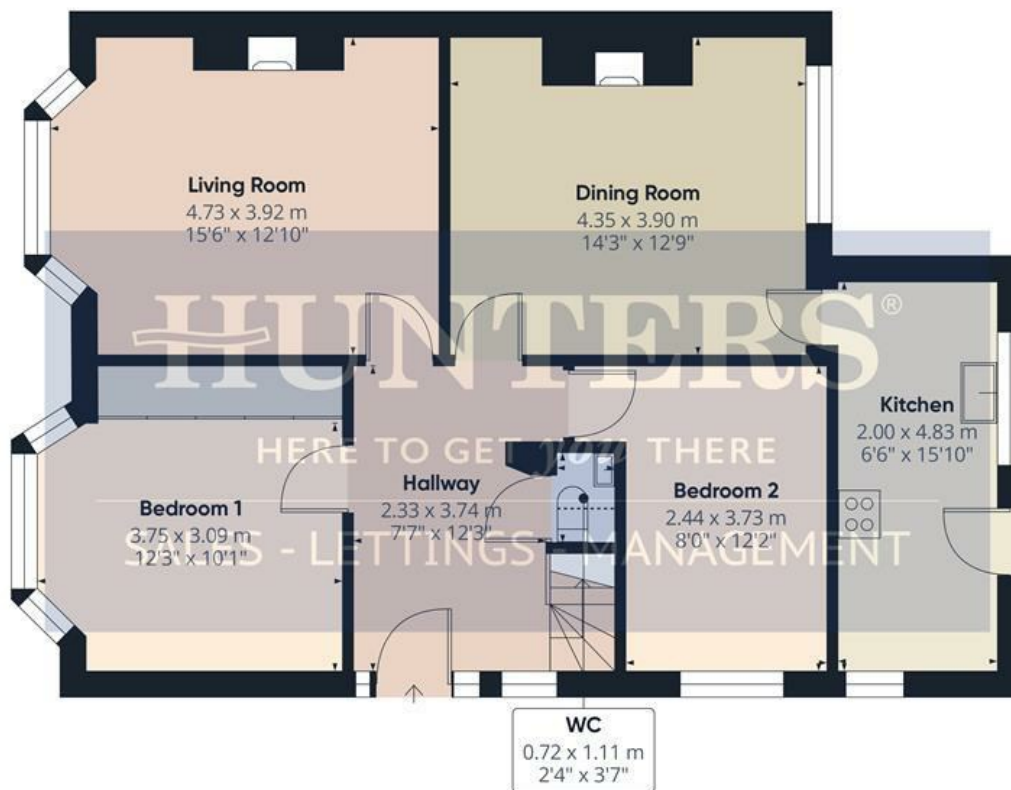 Living Room
4.73 x 3.92 m
15'6" x 12'10"
Dining Room
4.35 x 3.90 m
14'3" x 12'9"
HUNTERS®
HERE TO GET you THERE
SALES - LETTINGS - MANAGEMENT
Kitchen
2.00 x 4.83 m
6'6" x 15'10"
Bedroom 1
3.75 x 3.09 m
12'3" x 10'1"
Hallway
2.33 x 3.74 m
7'7" x 12'3"
Bedroom 2
2.44 x 3.73 m
8'0" x 12'2"
WC
0.72 x 1.11 m
2'4" x 3'7"